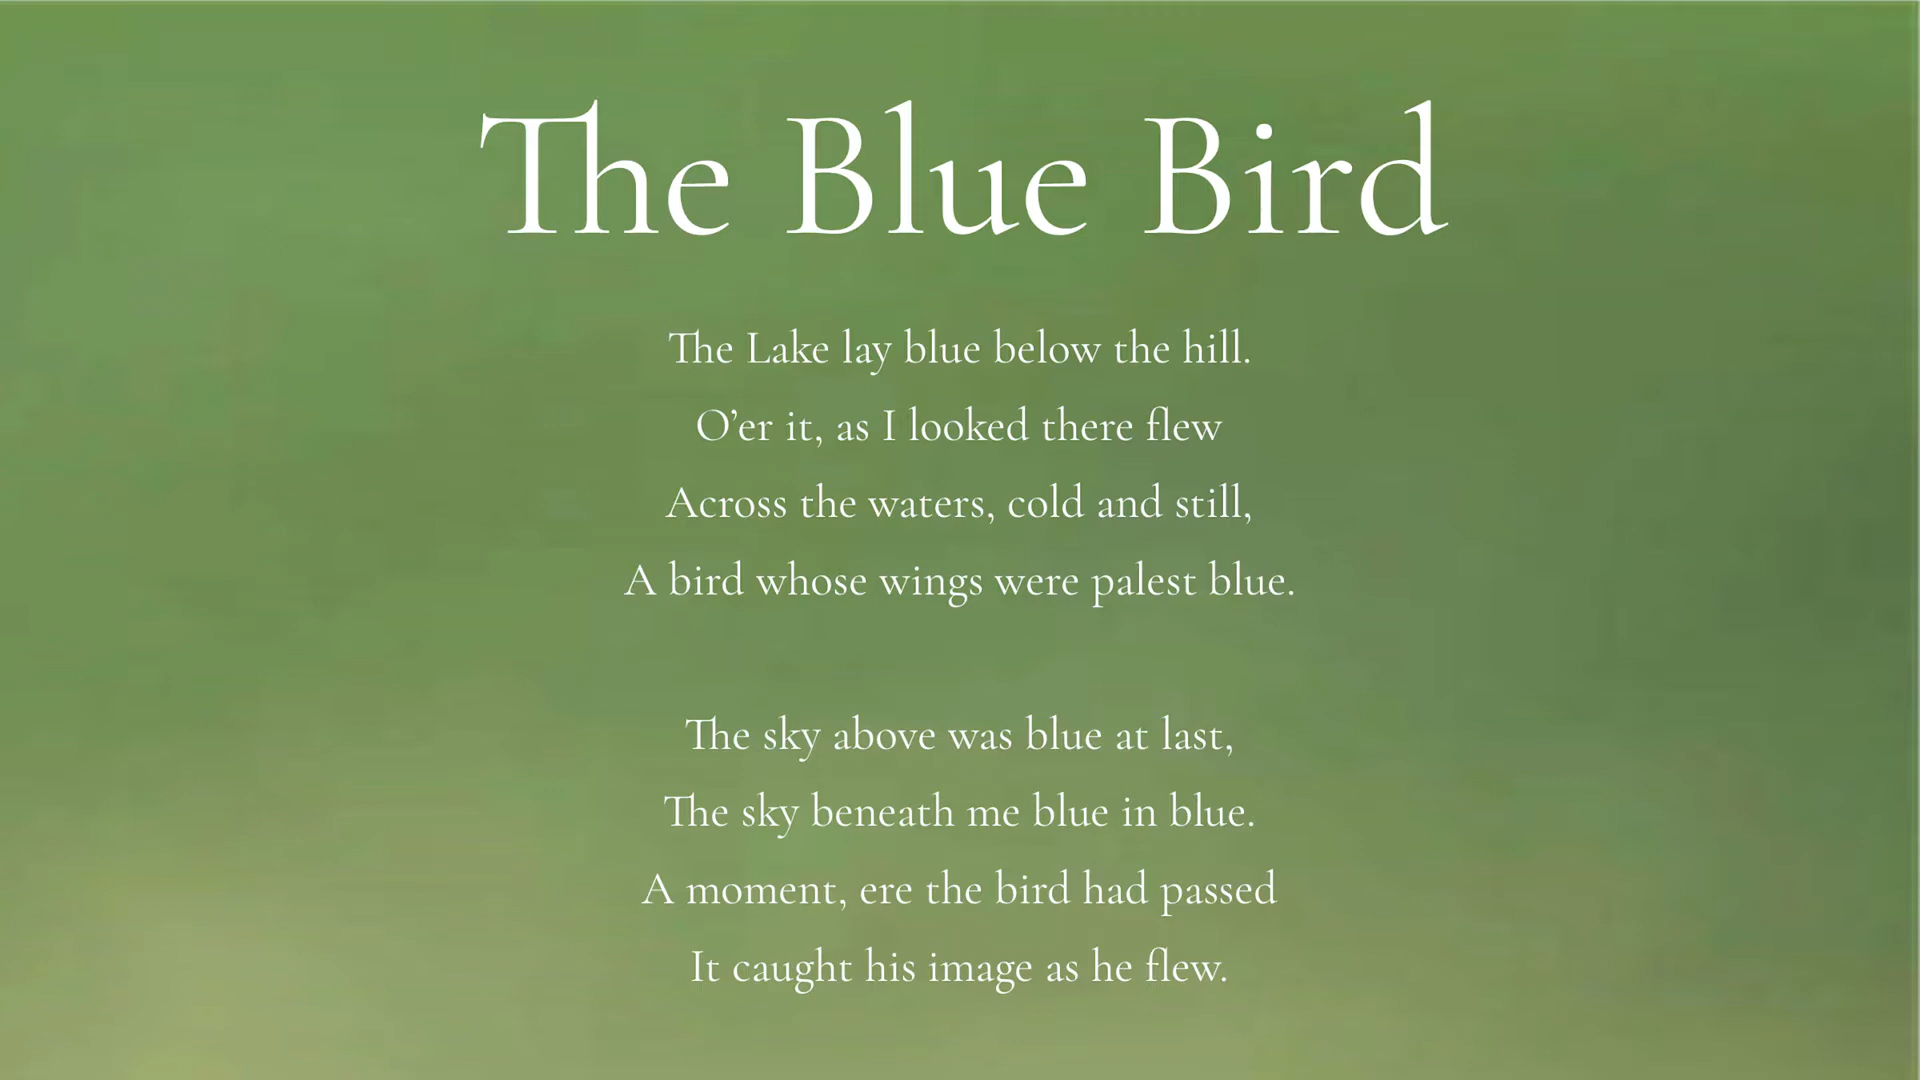 The Blue Bird
The Lake lay blue below the hill.
O’er it, as I looked there flew
Across the waters, cold and still,
A bird whose wings were palest blue.
The sky above was blue at last,
The sky beneath me blue in blue.
A moment, ere the bird had passed
It caught his image as he flew.